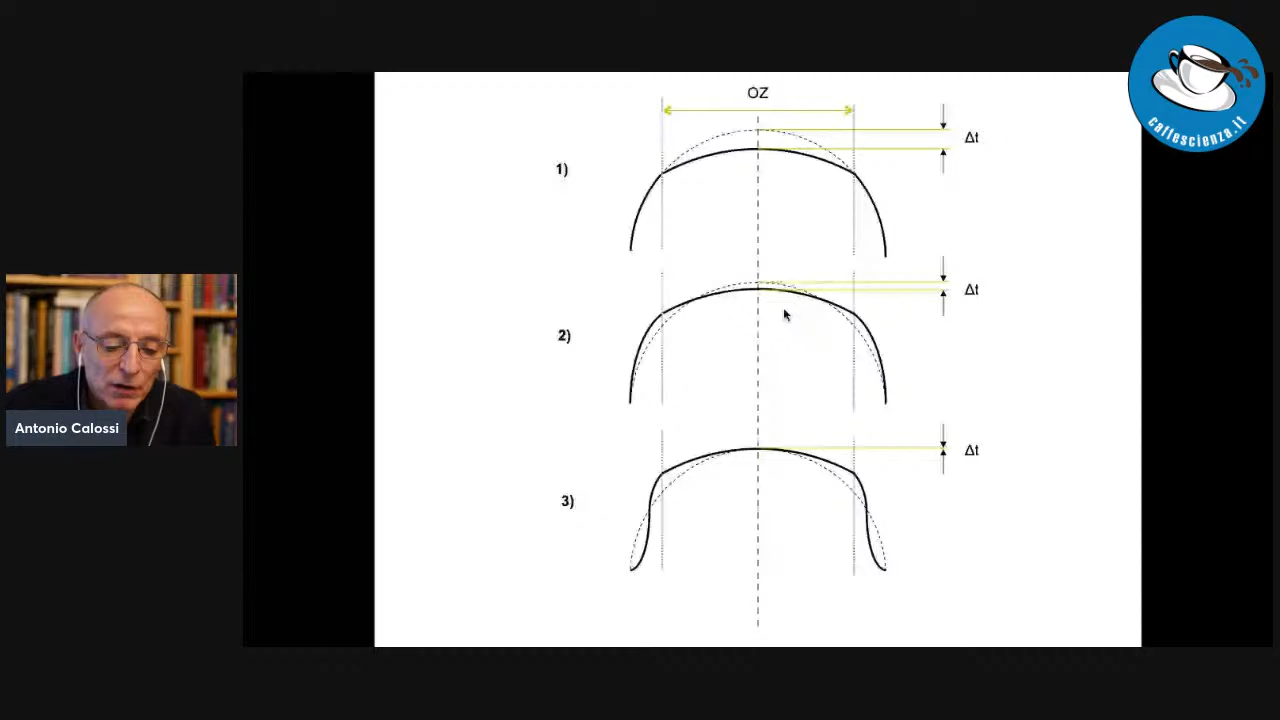 caffescienza.it
OZ
Δt
1)
Δt
2)
Antonio Calossi
Δt
3)